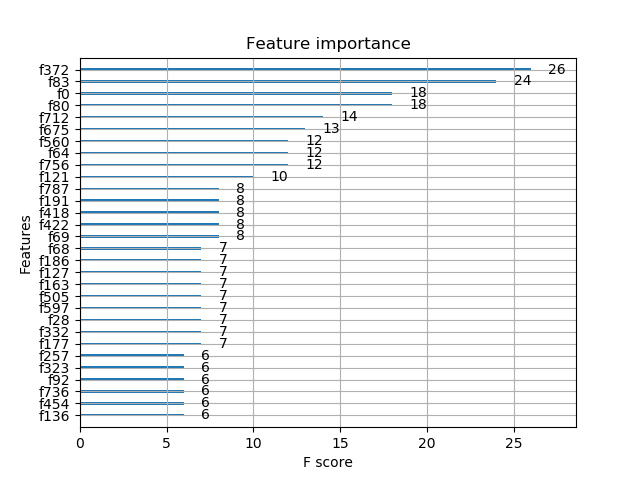 Feature importance
f372 26
f83 24
f0 18
f80 18
f712 14
f675 13
f560 12
f64 12
f756 12
f121 10
f787 8
f191 8
f418 8
f422 8
f69 8
f68 7
f186 7
f127 7
f163 7
f505 7
f597 7
f28 7
f332 7
f177 7
f257 6
f323 6
f92 6
f736 6
f454 6
f136 6
Features
0 5 10 15 20 25
F score